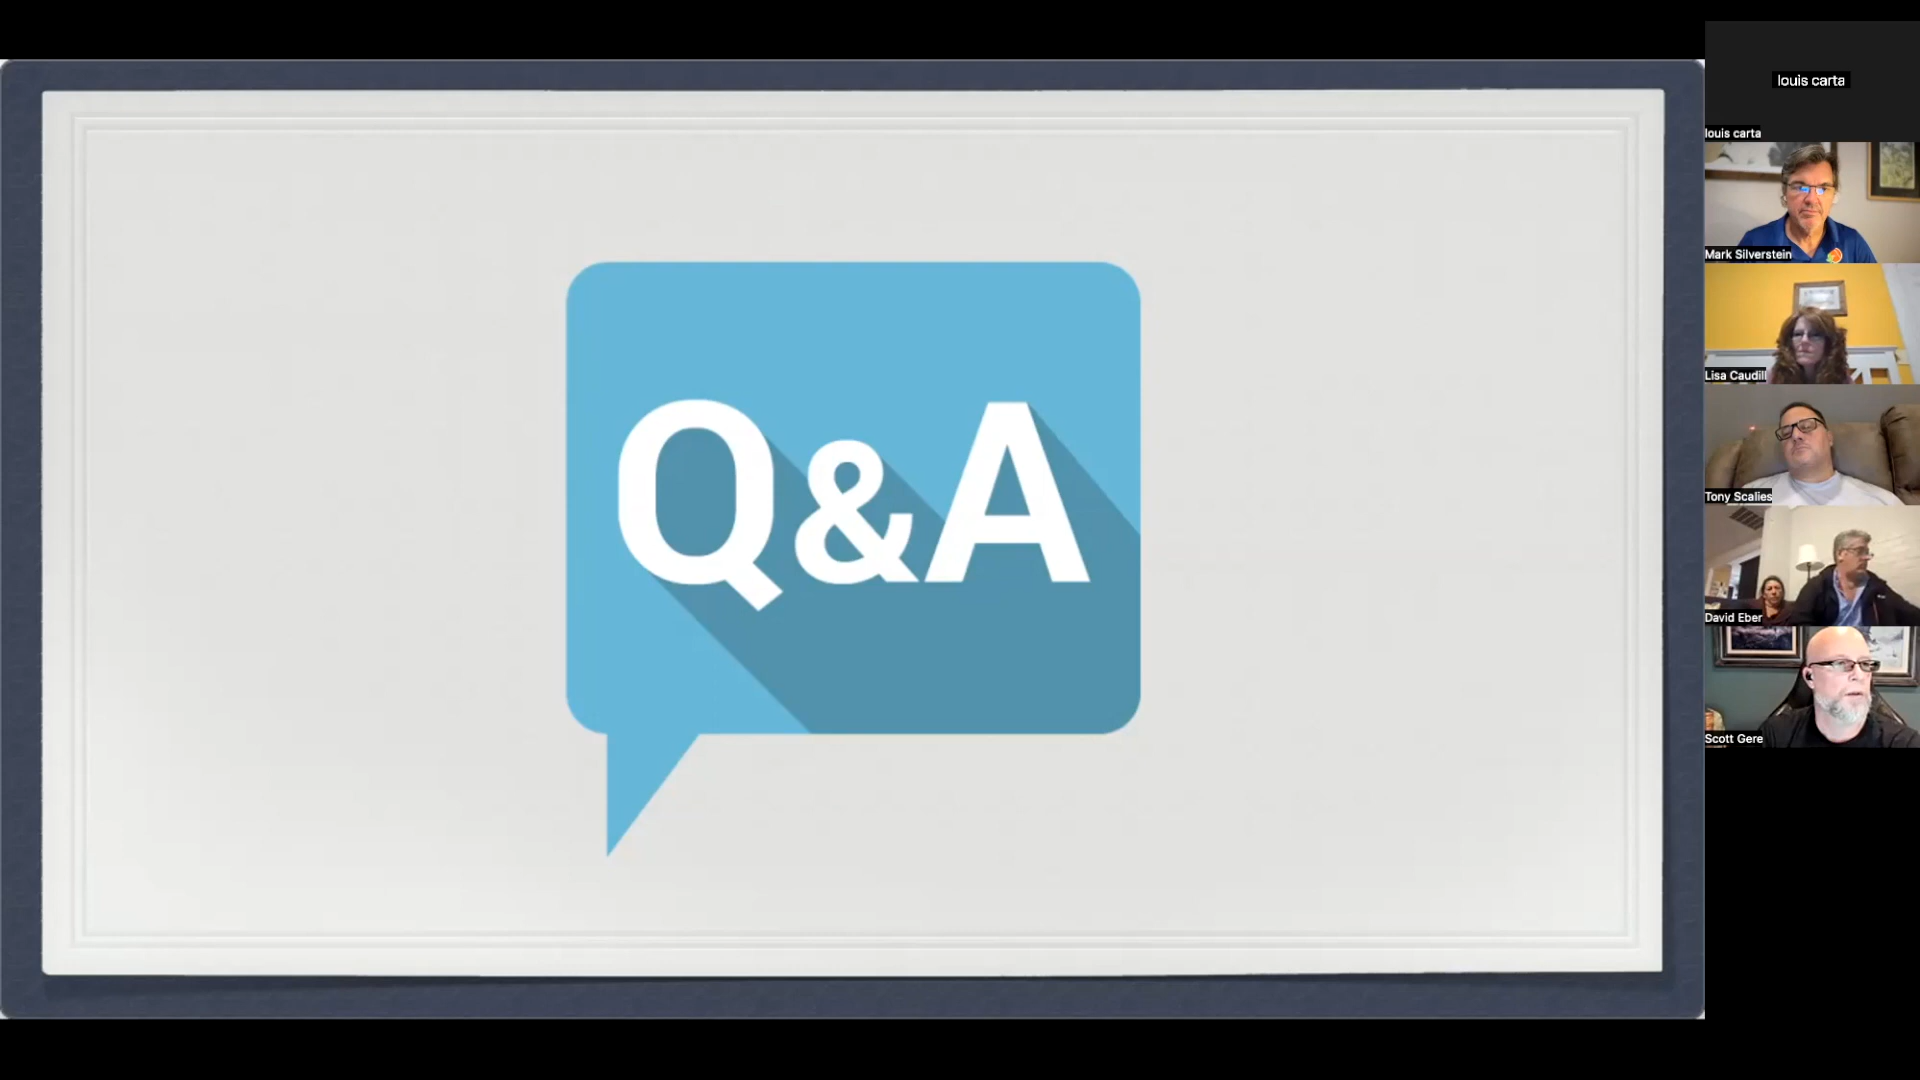 Q&A
louis carta
louis carta
Mark Silverstein
Lisa Caudill
Tony Scalies
David Eber
Scott Gere